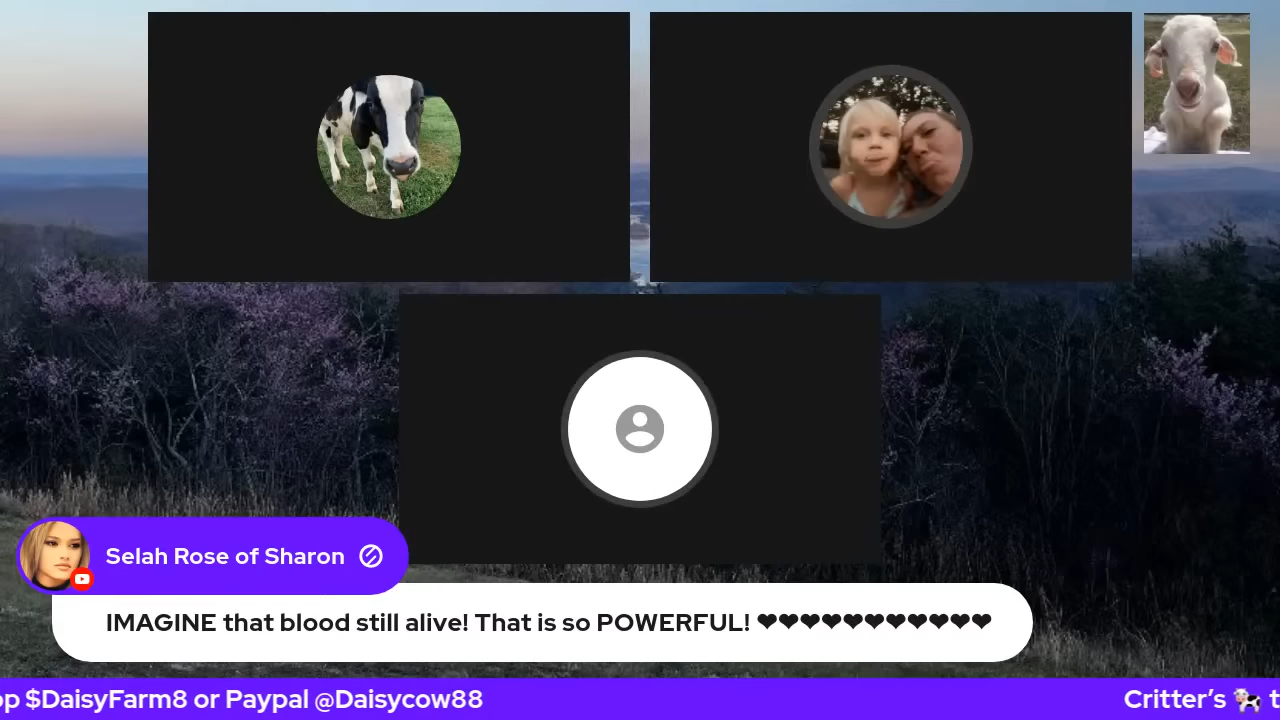 Selah Rose of Sharon
IMAGINE that blood still alive! That is so POWERFUL! ❤❤❤❤❤❤❤❤❤❤❤
$DaisyFarm8 or Paypal @Daisycow88
Critter’s 🐄